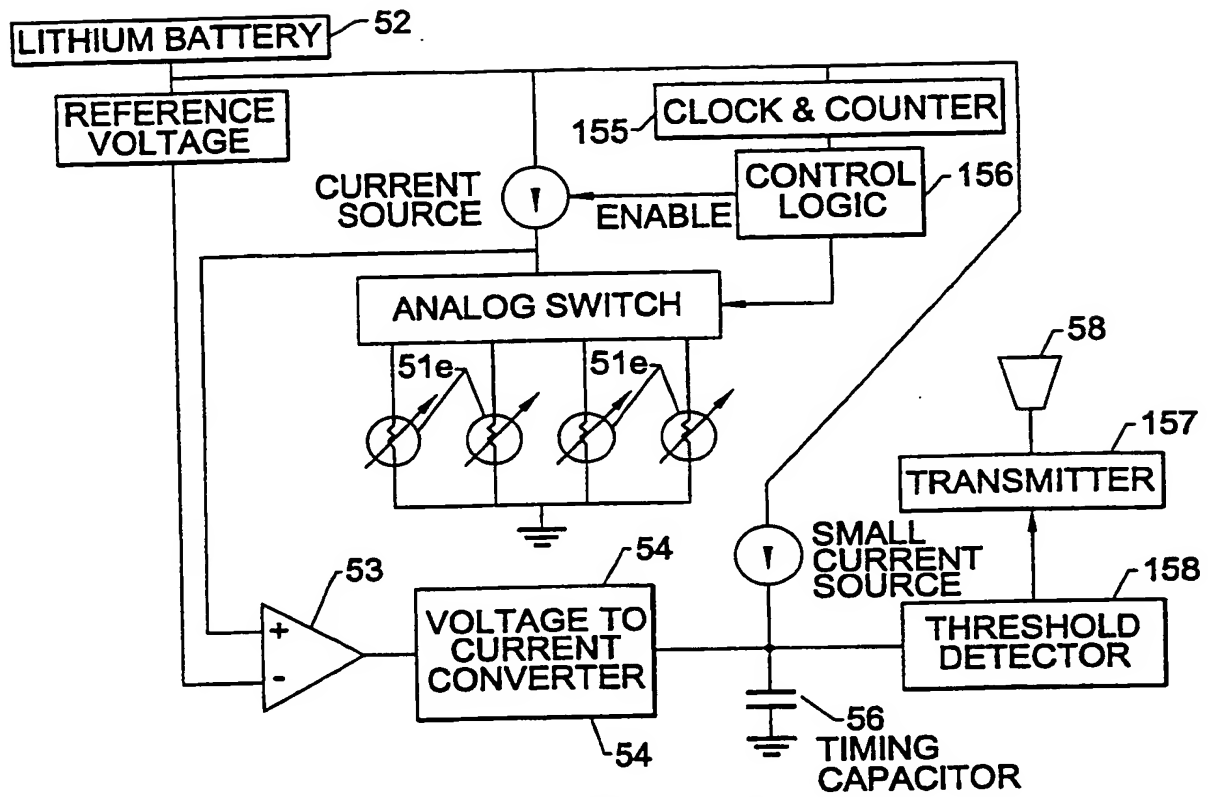 LITHIUM BATTERY
52
REFERENCE
VOLTAGE
155
CLOCK & COUNTER
CURRENT
SOURCE
ENABLE
CONTROL
LOGIC
156
ANALOG SWITCH
51e
51e
58
157
TRANSMITTER
53
+
-
54
VOLTAGE TO
CURRENT
CONVERTER
54
SMALL
CURRENT
SOURCE
158
THRESHOLD
DETECTOR
56
TIMING
CAPACITOR